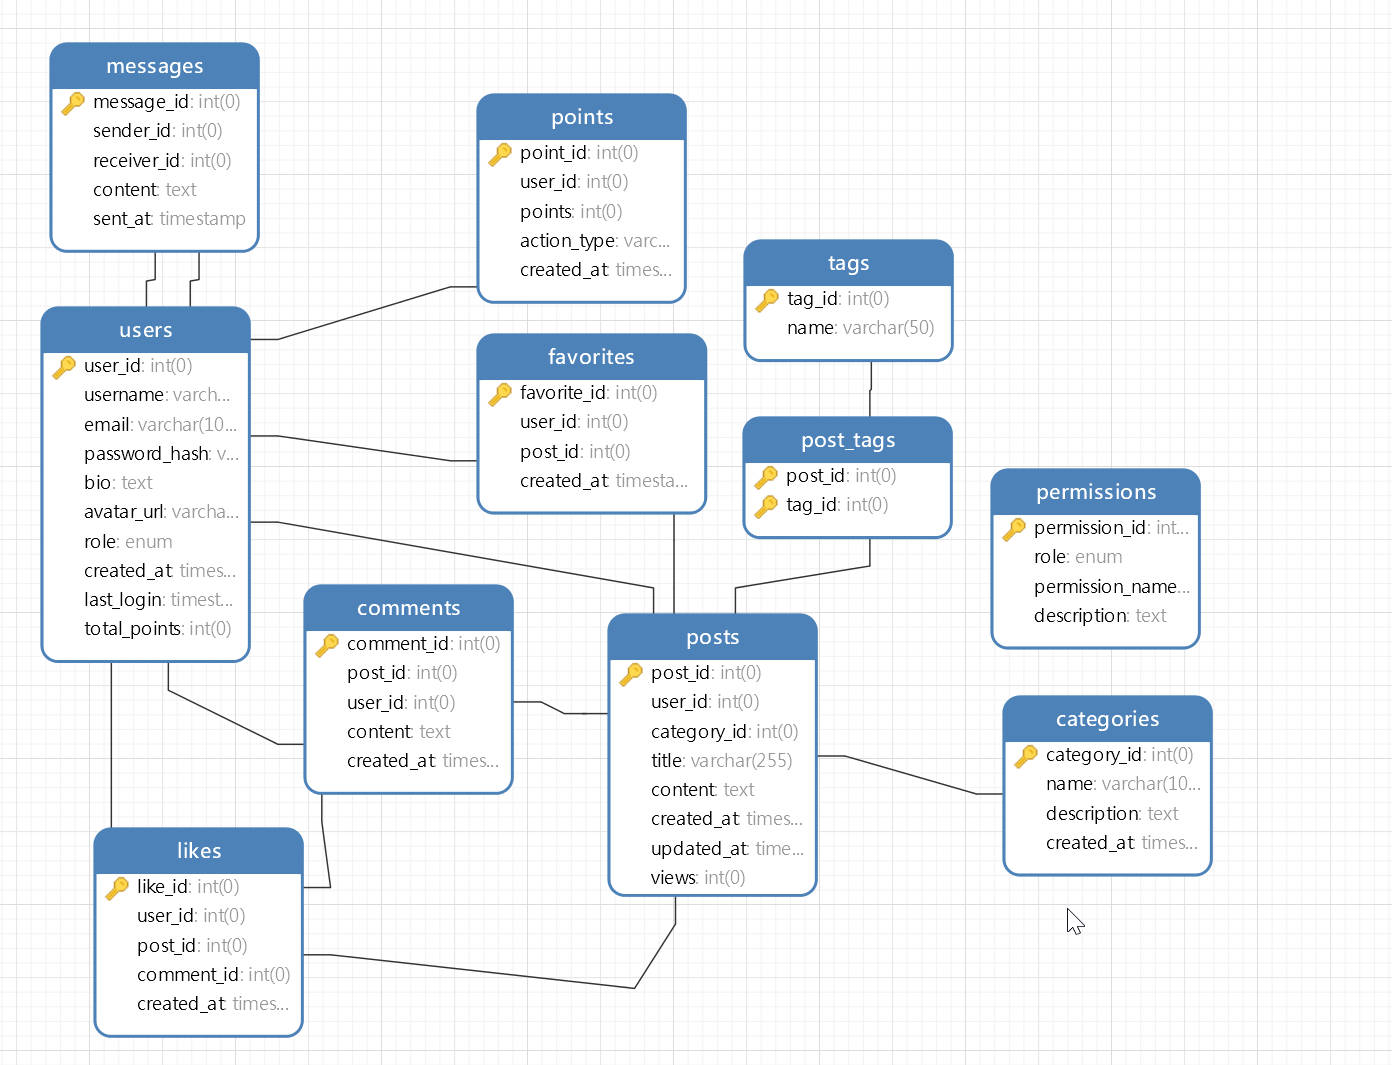 messages
message_id: int(0)
sender_id: int(0)
receiver_id: int(0)
content: text
sent_at: timestamp
points
point_id: int(0)
user_id: int(0)
points: int(0)
action_type: varc...
created_at: times...
tags
tag_id: int(0)
name: varchar(50)
users
user_id: int(0)
username: varch...
email: varchar(10...
password_hash: v...
bio: text
avatar_url: varcha...
role: enum
created_at: times...
last_login: timest...
total_points: int(0)
favorites
favorite_id: int(0)
user_id: int(0)
post_id: int(0)
created_at: timesta...
post_tags
post_id: int(0)
tag_id: int(0)
permissions
permission_id: int...
role: enum
permission_name...
description: text
comments
comment_id: int(0)
post_id: int(0)
user_id: int(0)
content: text
created_at: times...
posts
post_id: int(0)
user_id: int(0)
category_id: int(0)
title: varchar(255)
content: text
created_at: times...
updated_at: time...
views: int(0)
categories
category_id: int(0)
name: varchar(10...
description: text
created_at: times...
likes
like_id: int(0)
user_id: int(0)
post_id: int(0)
comment_id: int(0)
created_at: times...